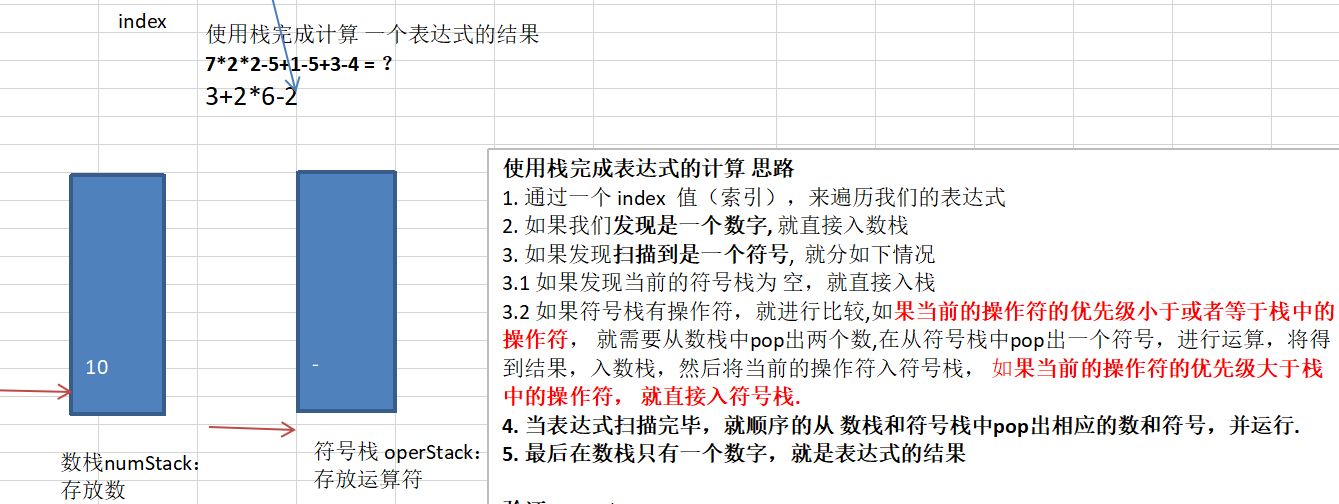 index
使用栈完成计算 一个表达式的结果
7*2*2-5+1-5+3-4 = ？
3+2*6-2
10
-
数栈numStack：
存放数
符号栈 operStack：
存放运算符
使用栈完成表达式的计算 思路
1. 通过一个 index 值（索引），来遍历我们的表达式
2. 如果我们发现是一个数字, 就直接入数栈
3. 如果发现扫描到是一个符号, 就分如下情况
3.1 如果发现当前的符号栈为 空，就直接入栈
3.2 如果符号栈有操作符，就进行比较,如果当前的操作符的优先级小于或者等于栈中的
操作符， 就需要从数栈中pop出两个数,在从符号栈中pop出一个符号，进行运算，将得
到结果，入数栈，然后将当前的操作符入符号栈， 如果当前的操作符的优先级大于栈
中的操作符， 就直接入符号栈.
4. 当表达式扫描完毕，就顺序的从 数栈和符号栈中pop出相应的数和符号，并运行.
5. 最后在数栈只有一个数字，就是表达式的结果